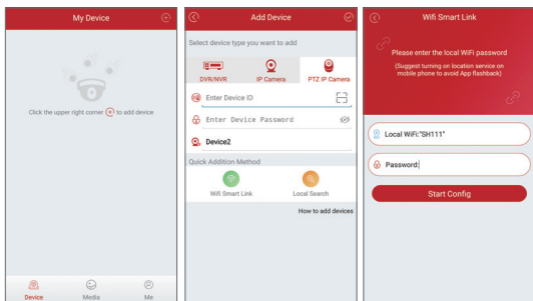 My Device
Click the upper right corner to add device
Device
Media
Me
Add Device
Select device type you want to add
DVR/NVR
IP Camera
PTZ IP Camera
Enter Device ID
Enter Device Password
Device2
Quick Addition Method
Wifi Smart Link
Local Search
How to add devices
Wifi Smart Link
Please enter the local WiFi password
(Suggest turning on location service on
mobile phone to avoid App flashback)
Local WiFi:"SH111"
Password:
Start Config